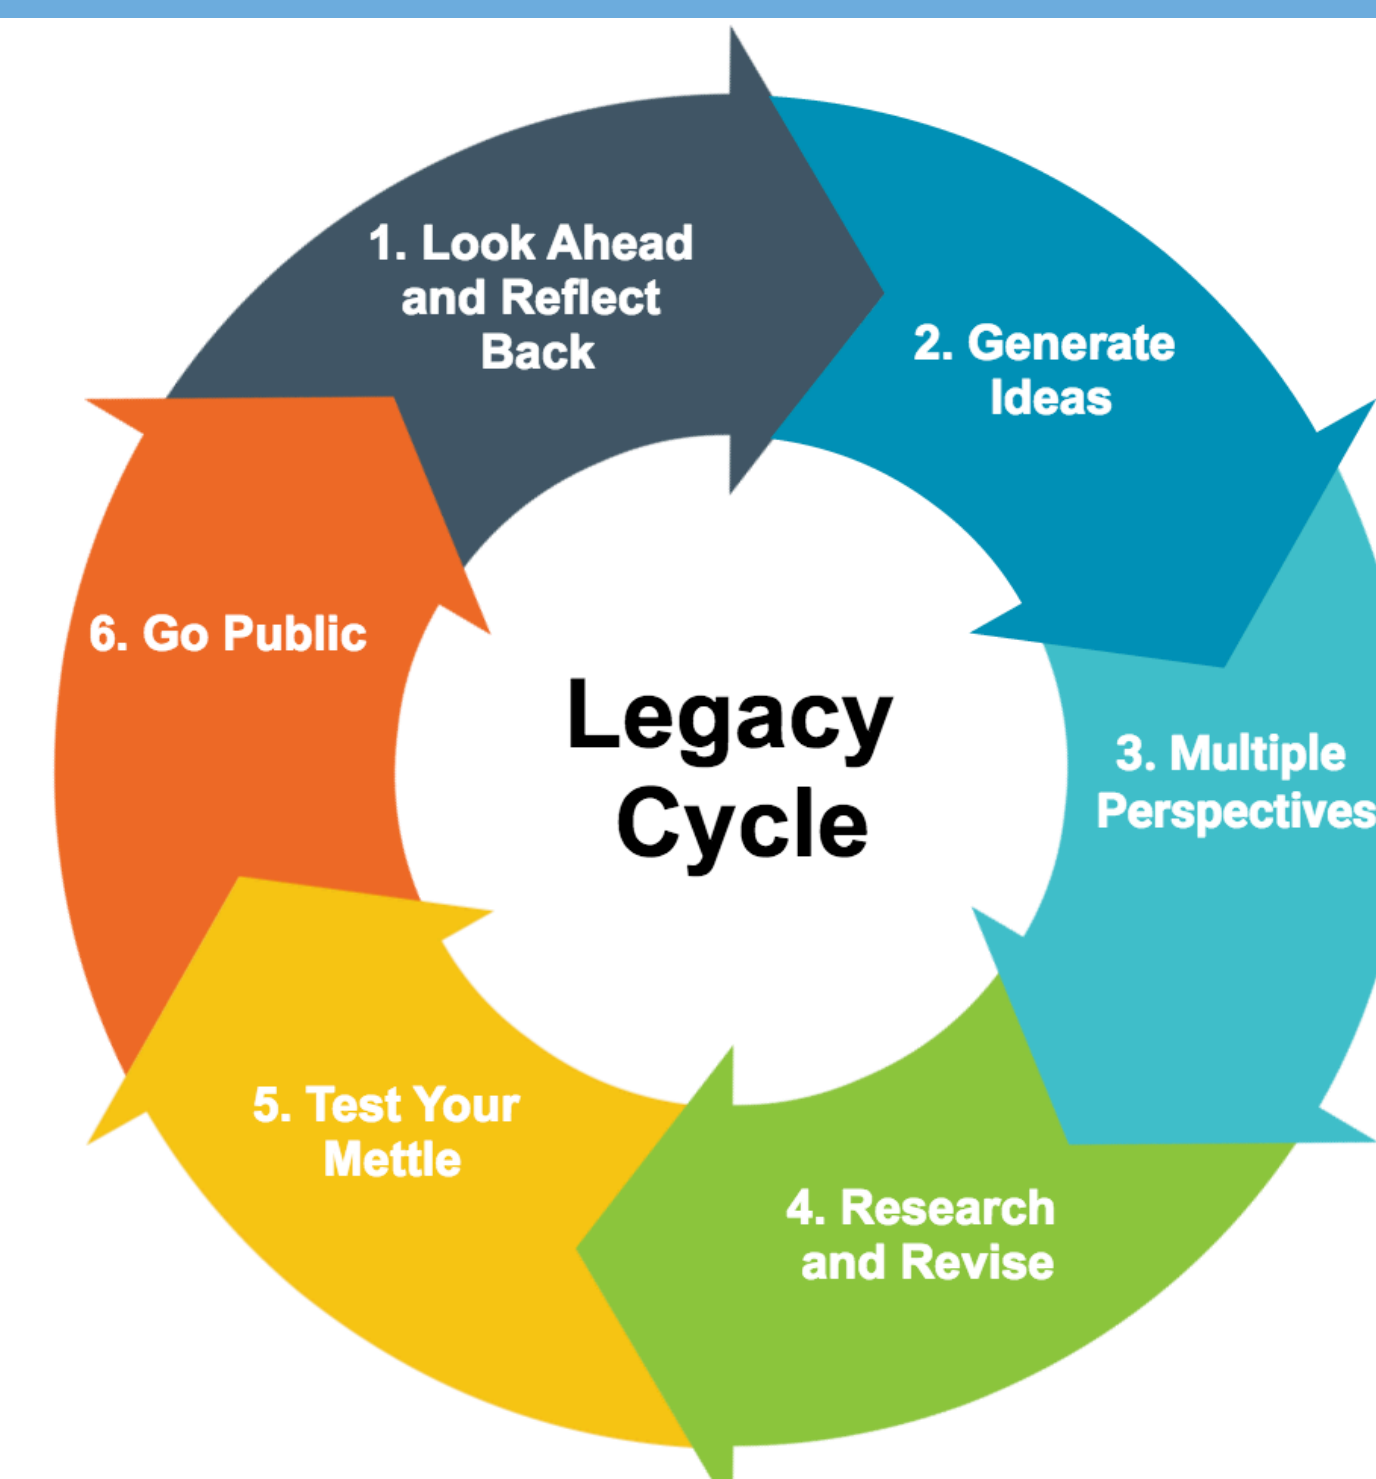 1. Look Ahead
and Reflect
Back
2. Generate
Ideas
3. Multiple
Perspectives
4. Research
and Revise
5. Test Your
Mettle
6. Go Public
Legacy
Cycle